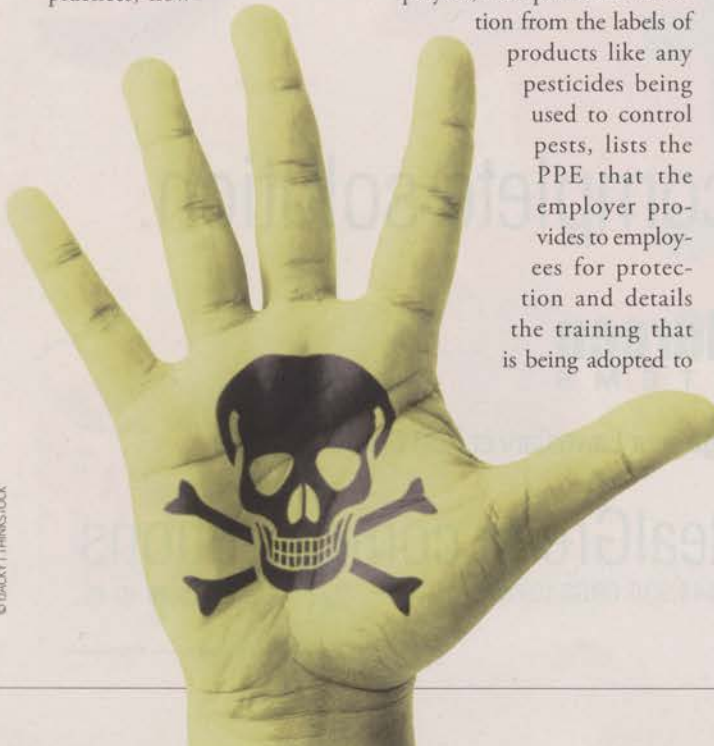 tion from the labels of
products like any
pesticides being
used to control
pests, lists the
PPE that the
employer pro-
vides to employ-
ees for protec-
tion and details
the training that
is being adopted to
THINKSTOCK